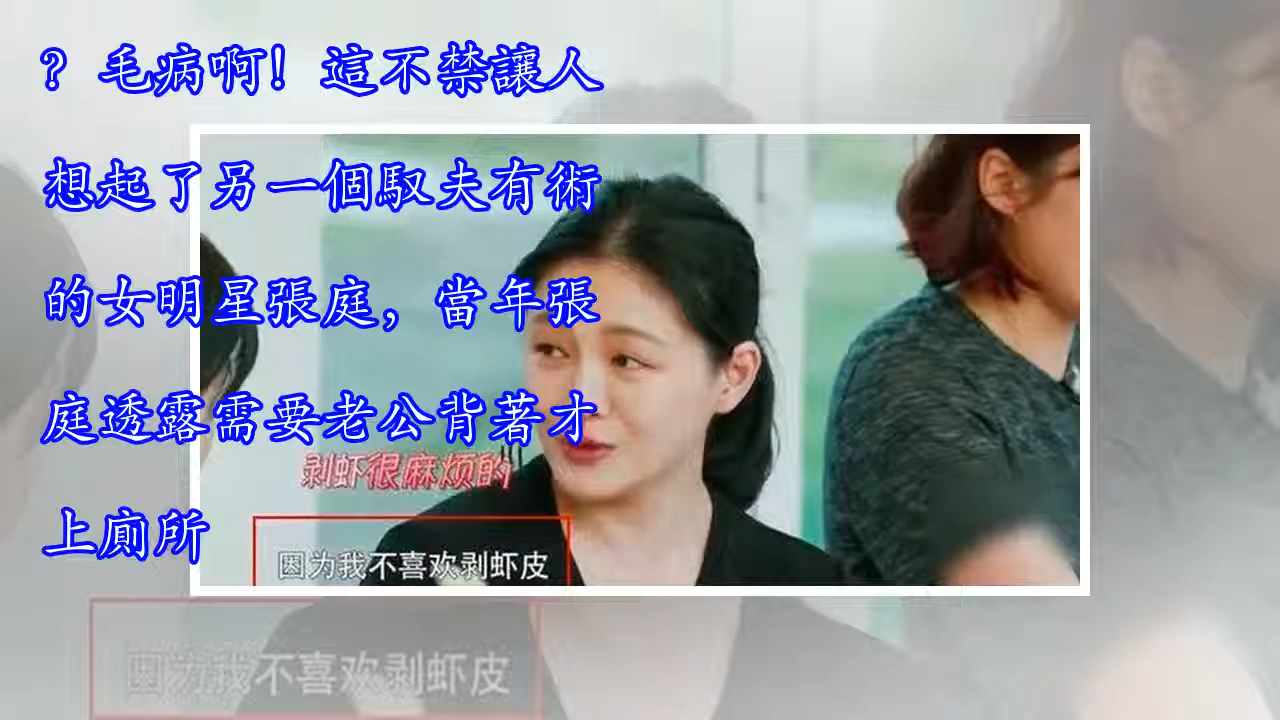 ？毛病啊！這不禁讓人
想起了另一個馭夫有術
的女明星張庭，當年張
庭透露需要老公背著才
上廁所
剥虾很麻烦的
因为我不喜欢剥虾皮
因为我不喜欢剥虾皮